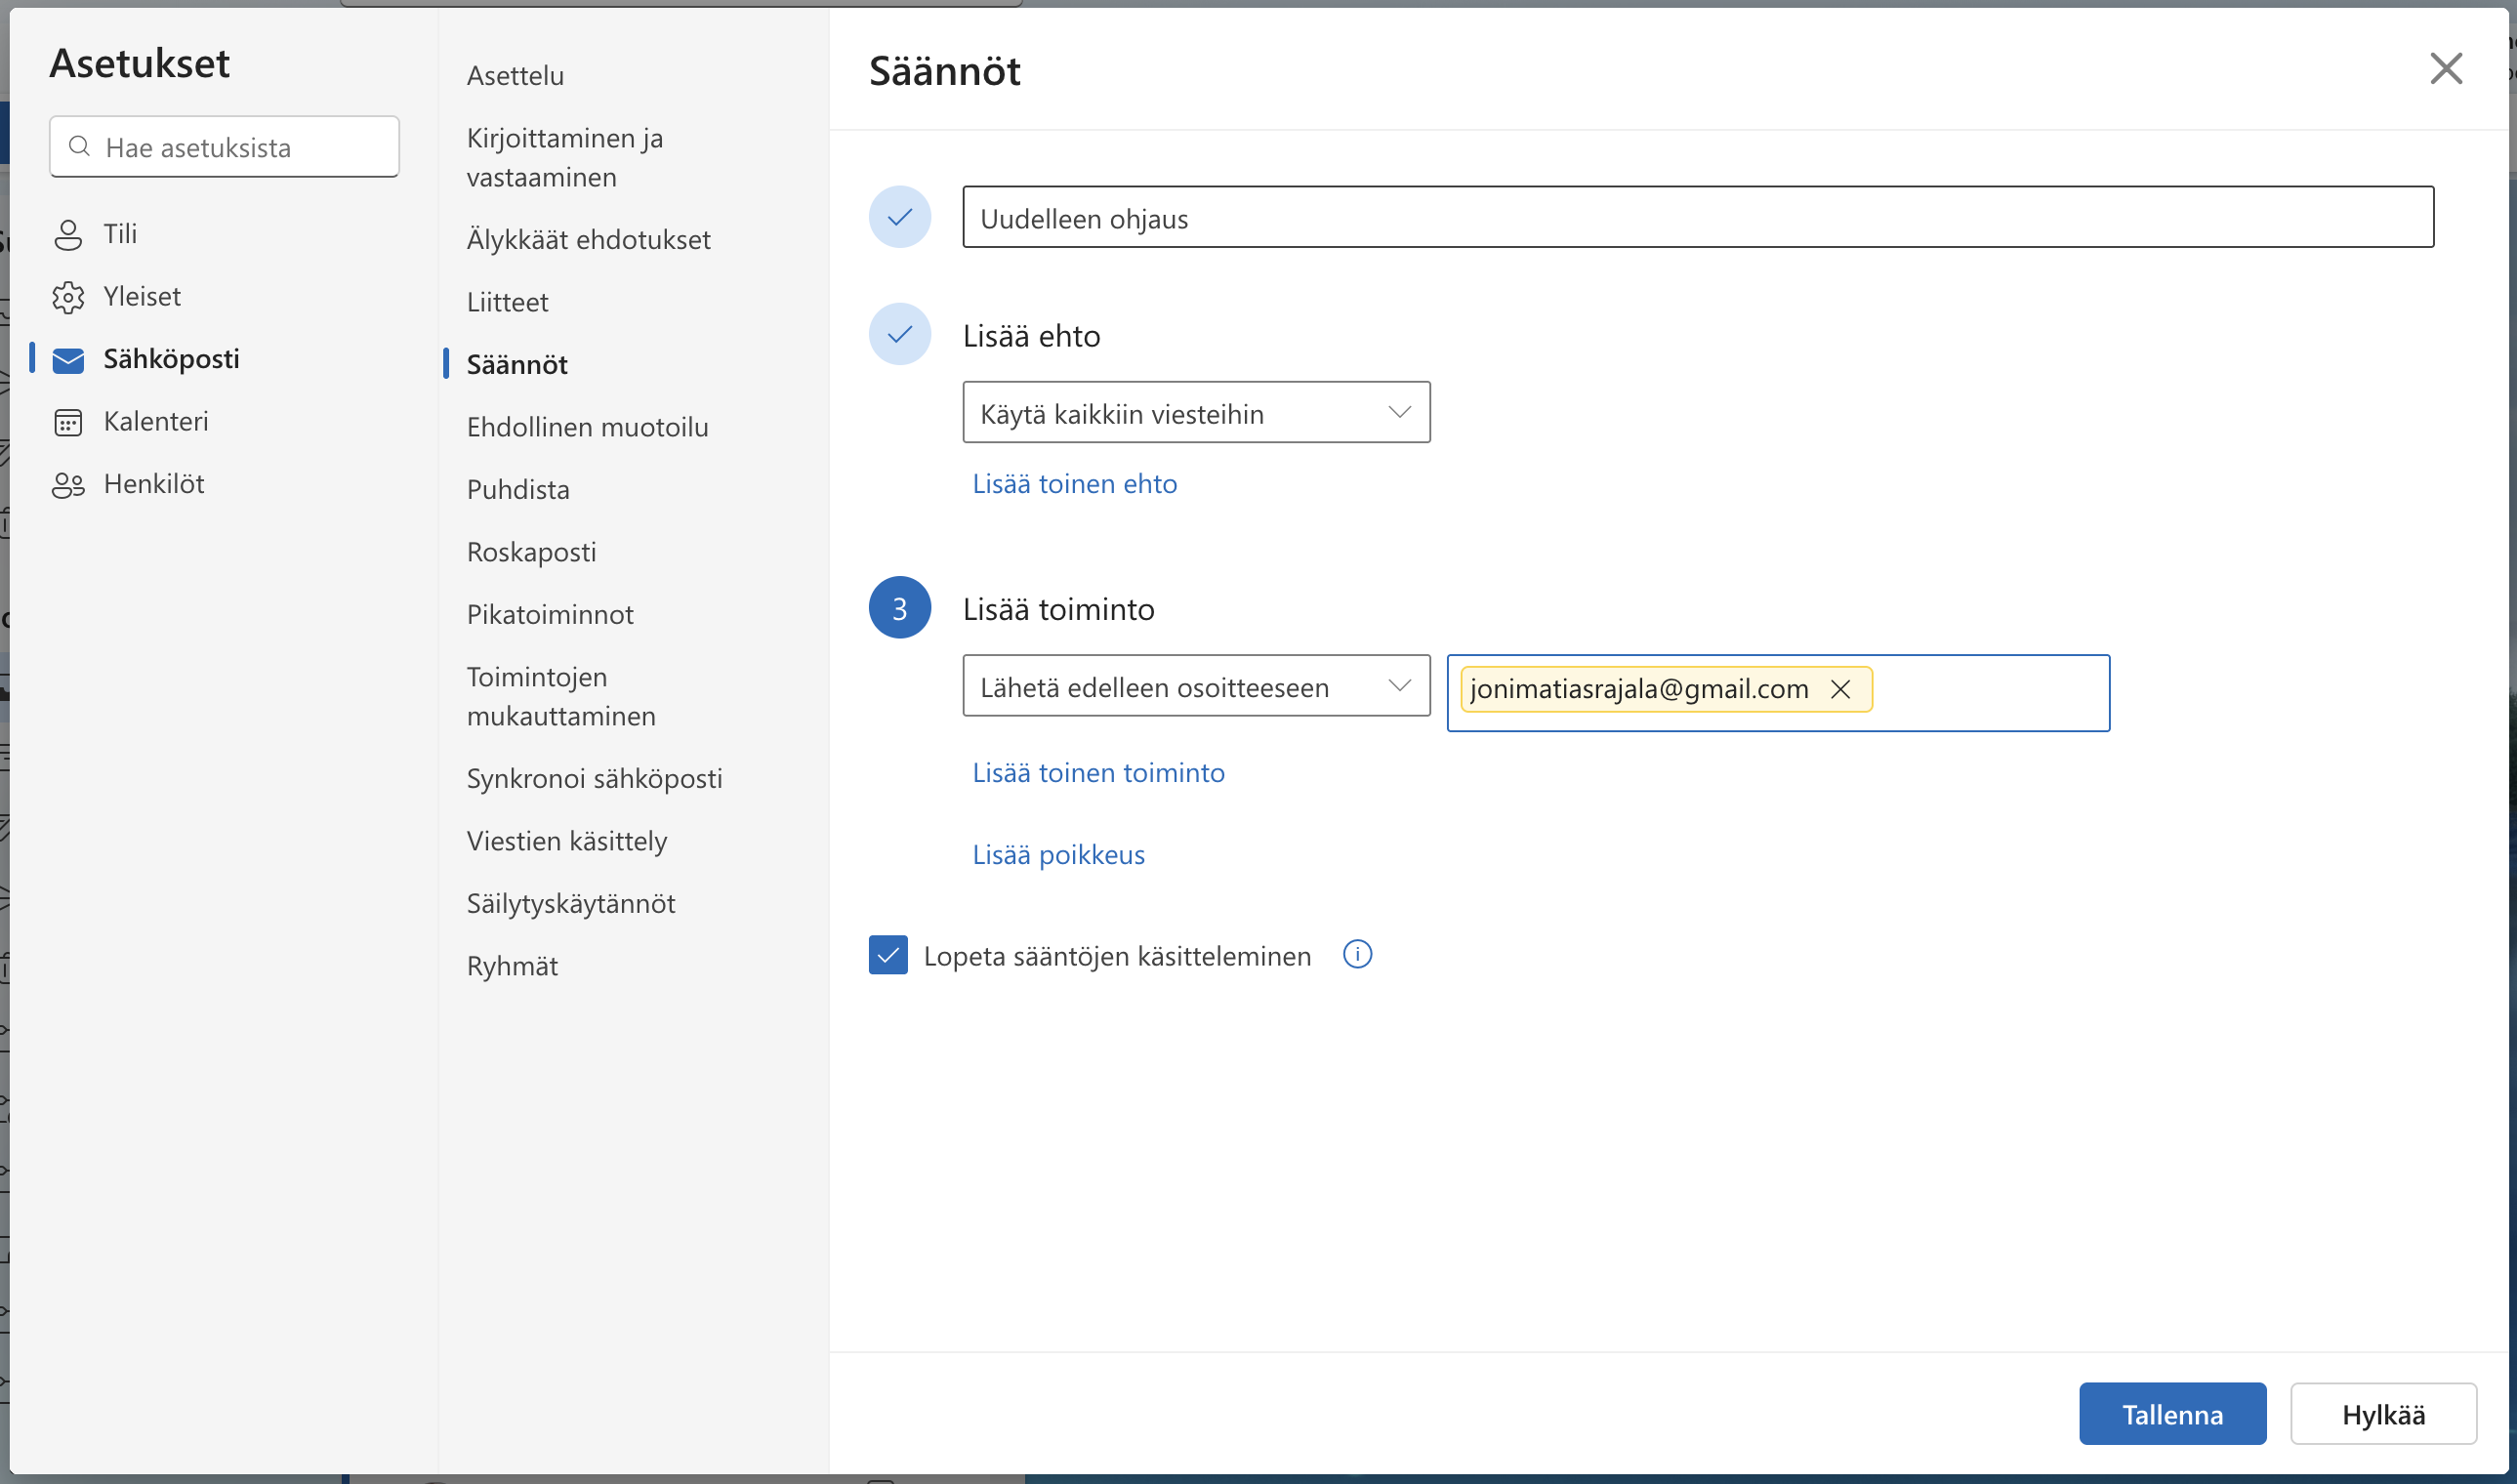 Asetukset
Hae asetuksista
Tili
Yleiset
Sähköposti
Kalenteri
Henkilöt
Asettelu
Kirjoittaminen ja
vastaaminen
Älykkäät ehdotukset
Liitteet
Säännöt
Ehdollinen muotoilu
Puhdista
Roskaposti
Pikatoiminnot
Toimintojen
mukauttaminen
Synkronoi sähköposti
Viestien käsittely
Säilytyskäytännöt
Ryhmät
Säännöt
Uudelleen ohjaus
Lisää ehto
Käytä kaikkiin viesteihin
Lisää toinen ehto
3 Lisää toiminto
Lähetä edelleen osoitteeseen jonimatiasrajala@gmail.com
Lisää toinen toiminto
Lisää poikkeus
Lopeta sääntöjen käsitteleminen
Tallenna Hylkää